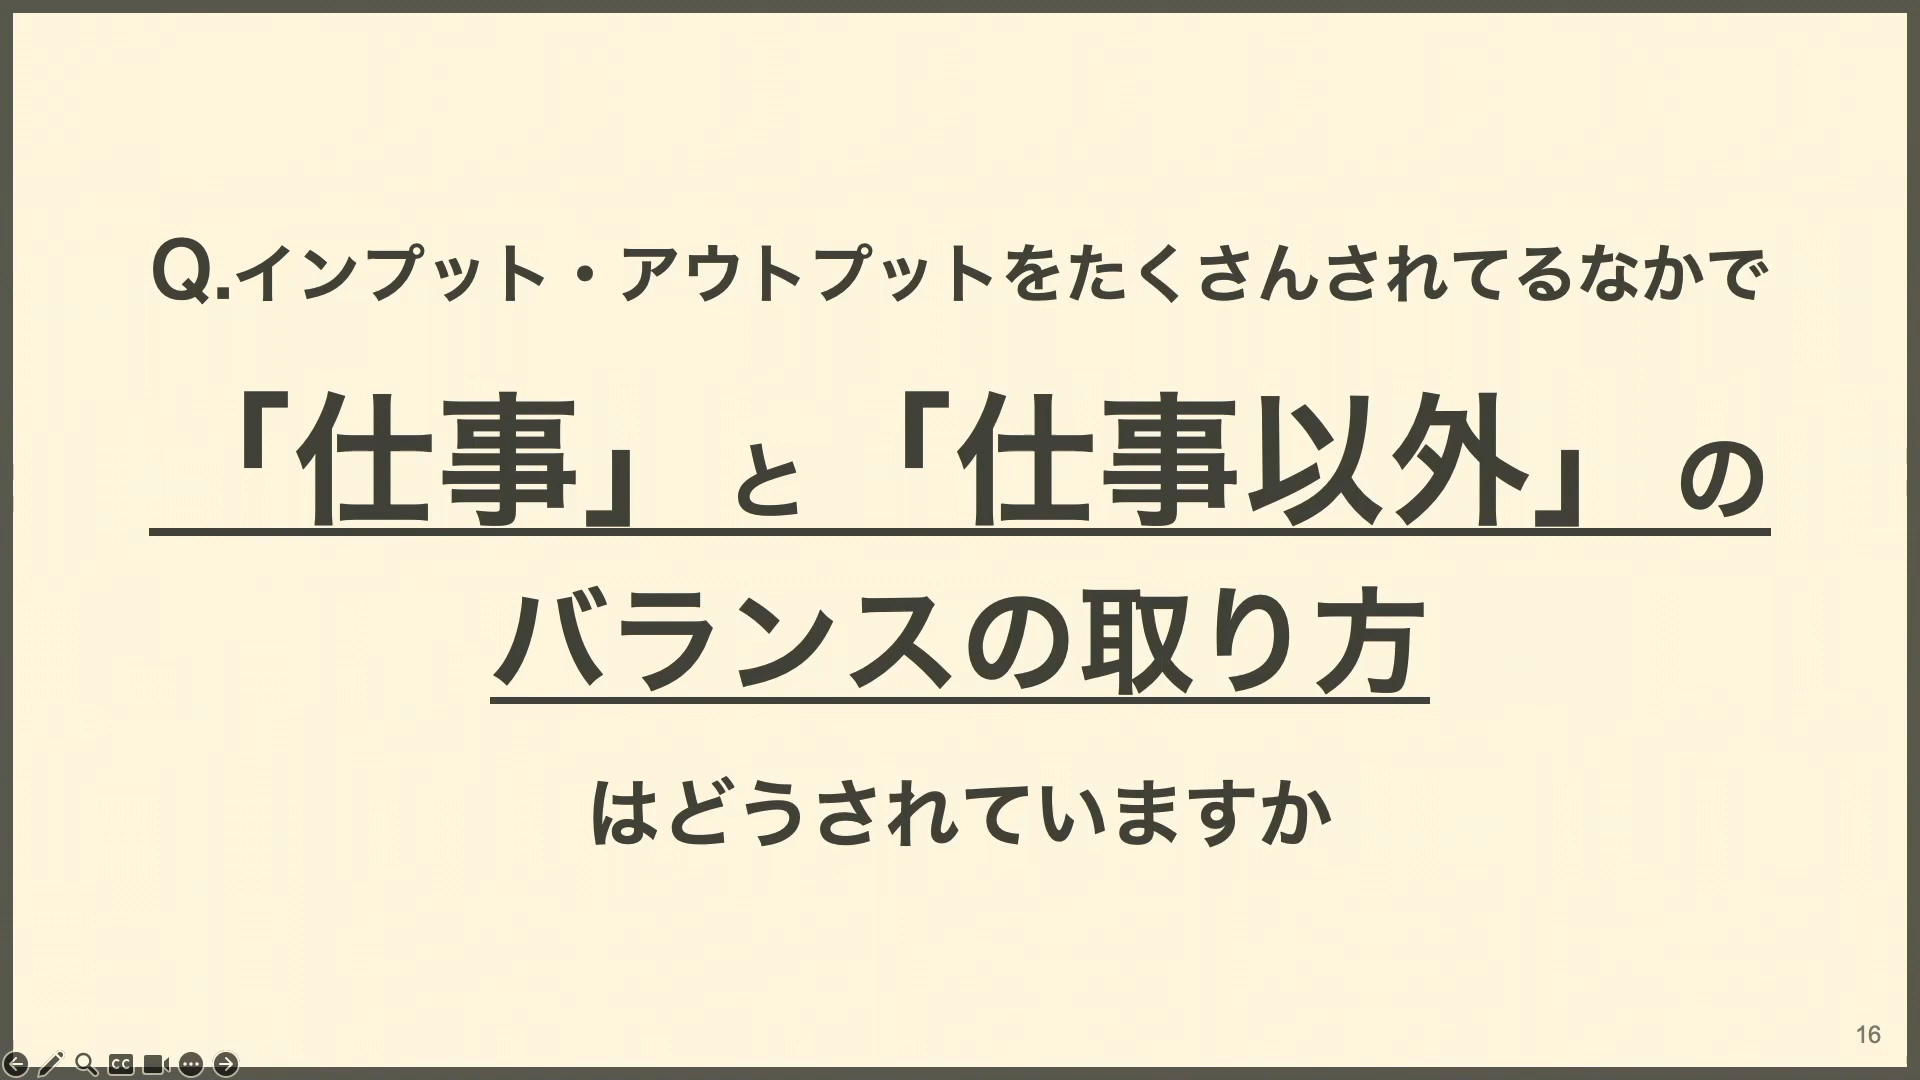 Q.インプット・アウトプットをたくさんされてるなかで
「仕事」と「仕事以外」の
バランスの取り方
はどうされていますか
16
CC